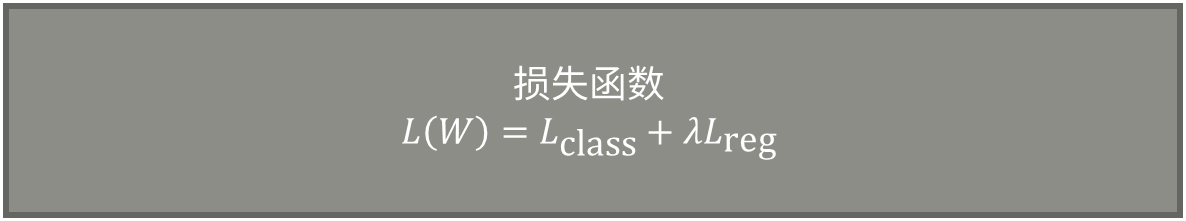 损失函数
L(W) = L_class + λL_reg